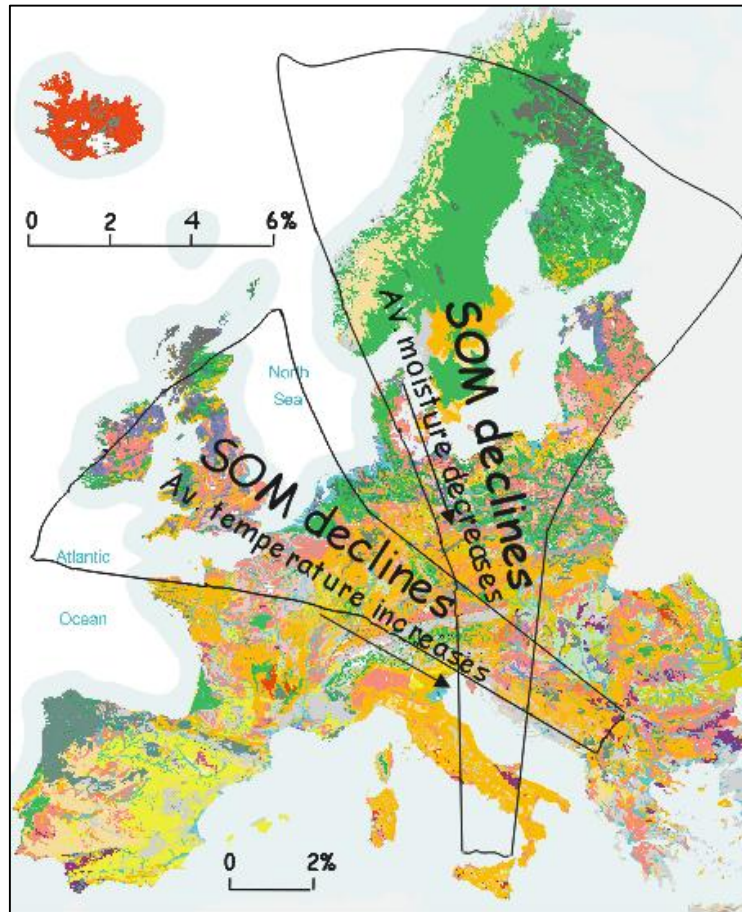 0 2 4 6%
North
Sea
SOM declines
Av. moisture decreases
SOM declines
Av. temperature increases
Atlantic
Ocean
0 2%